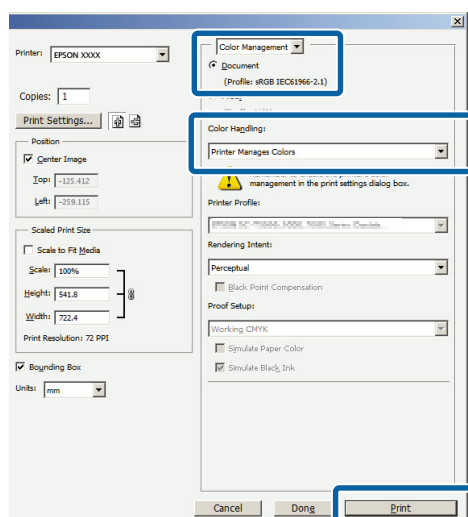 Printer: EPSON XXXX
Copies: 1
Print Settings...
Position
Center Image
Top: -125.412
Left: -259.115
Scaled Print Size
Scale to Fit Media
Scale: 100%
Height: 541.8
Width: 722.4
Print Resolution: 72 PPI
Bounding Box
Units: mm
Color Management
Document
(Profile: sRGB IEC61966-2.1)
Color Handling:
Printer Manages Colors
management in the print settings dialog box.
Printer Profile:
Rendering Intent:
Perceptual
Black Point Compensation
Proof Setup:
Working CMYK
Simulate Paper Color
Simulate Black Ink
Cancel
Done
Print